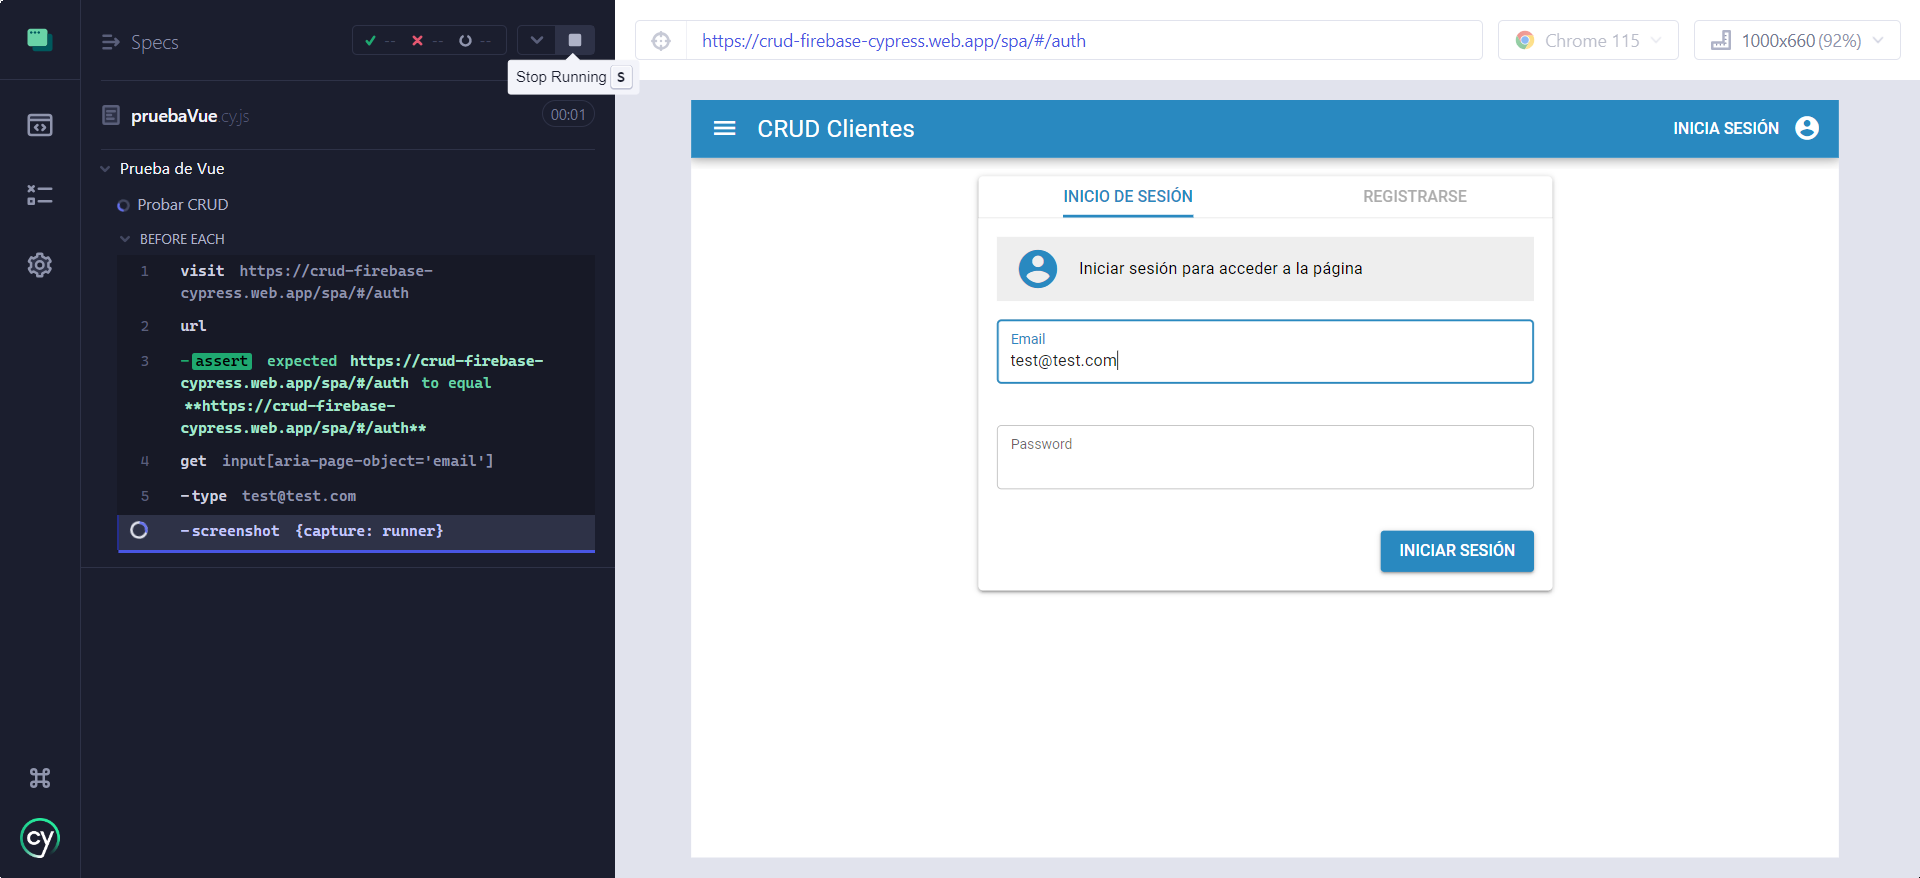 Specs
-- -- --
Stop Running S
pruebaVue.cy.js
00:01
Prueba de Vue
Probar CRUD
BEFORE EACH
1 visit https://crud-firebase-
cypress.web.app/spa/#/auth
2 url
3 -assert expected https://crud-firebase-
cypress.web.app/spa/#/auth to equal
**https://crud-firebase-
cypress.web.app/spa/#/auth**
4 get input[aria-page-object='email']
5 -type test@test.com
-screenshot {capture: runner}
cy
https://crud-firebase-cypress.web.app/spa/#/auth
Chrome 115
1000x660 (92%)
CRUD Clientes
INICIA SESIÓN
INICIO DE SESIÓN
REGISTRARSE
Iniciar sesión para acceder a la página
Email
test@test.com
Password
INICIAR SESIÓN